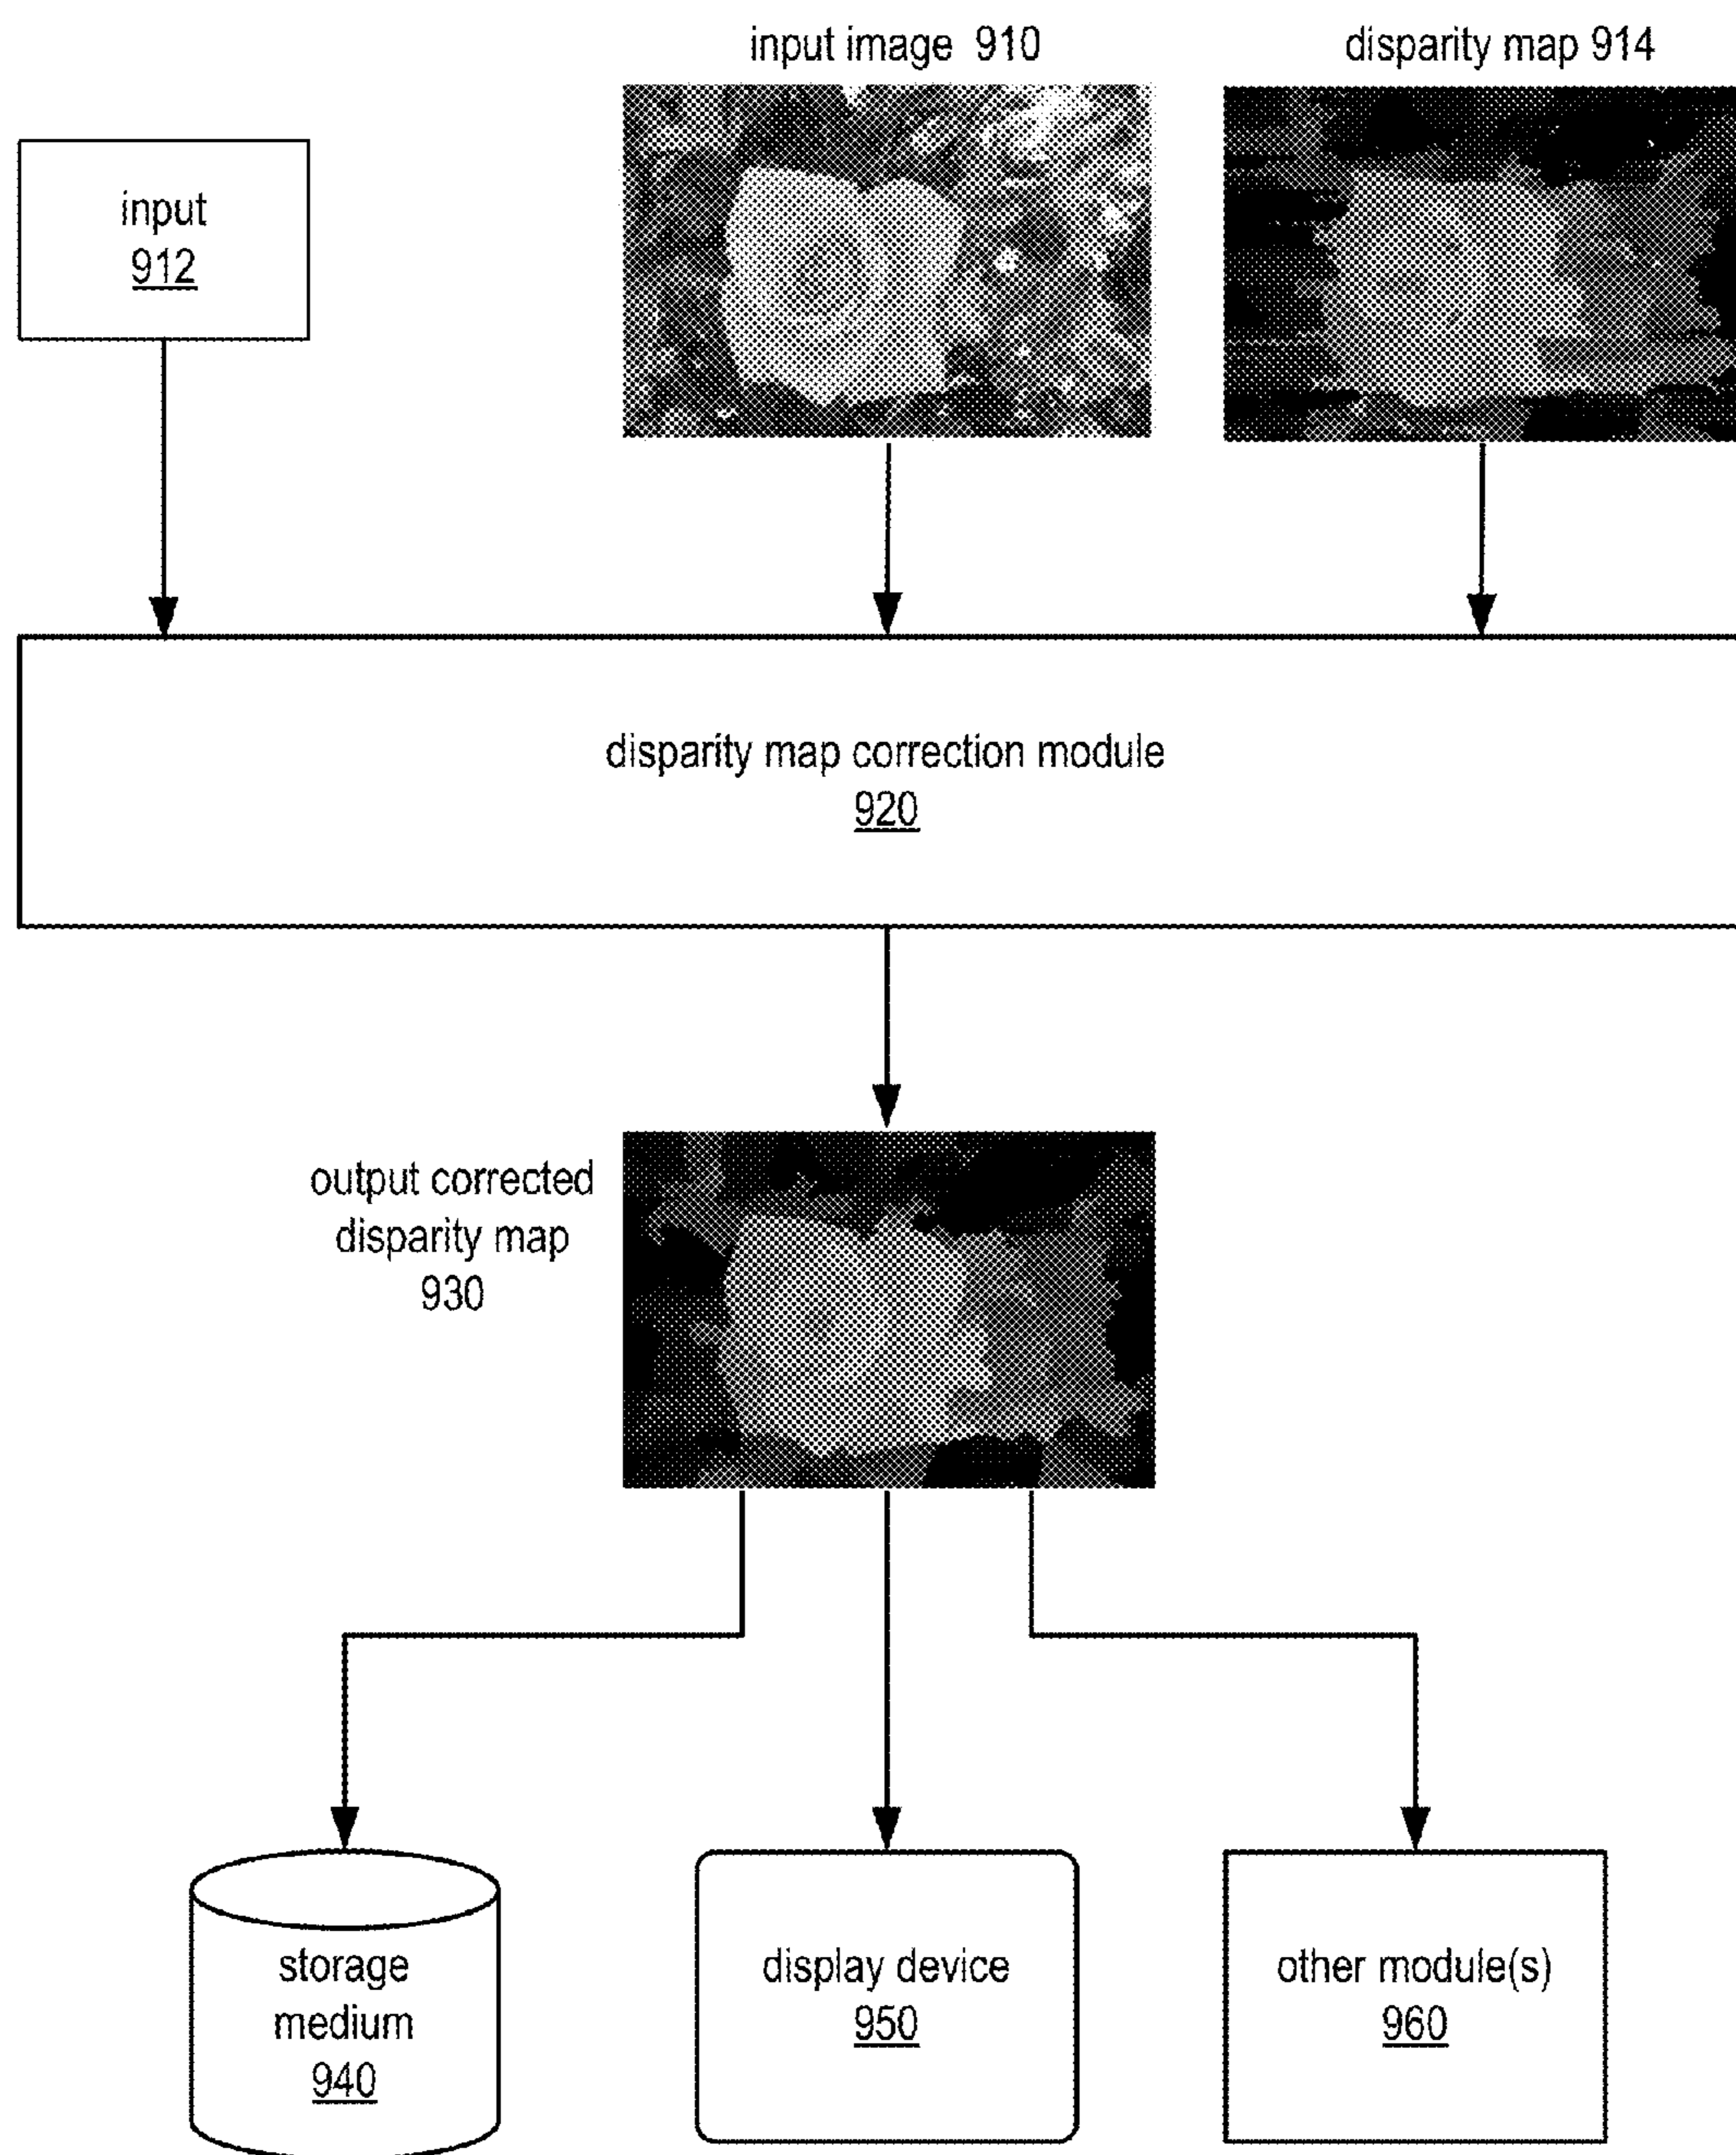 input image 910
disparity map 914
input
912
disparity map correction module
920
output corrected
disparity map
930
storage
medium
940
display device
950
other module(s)
960